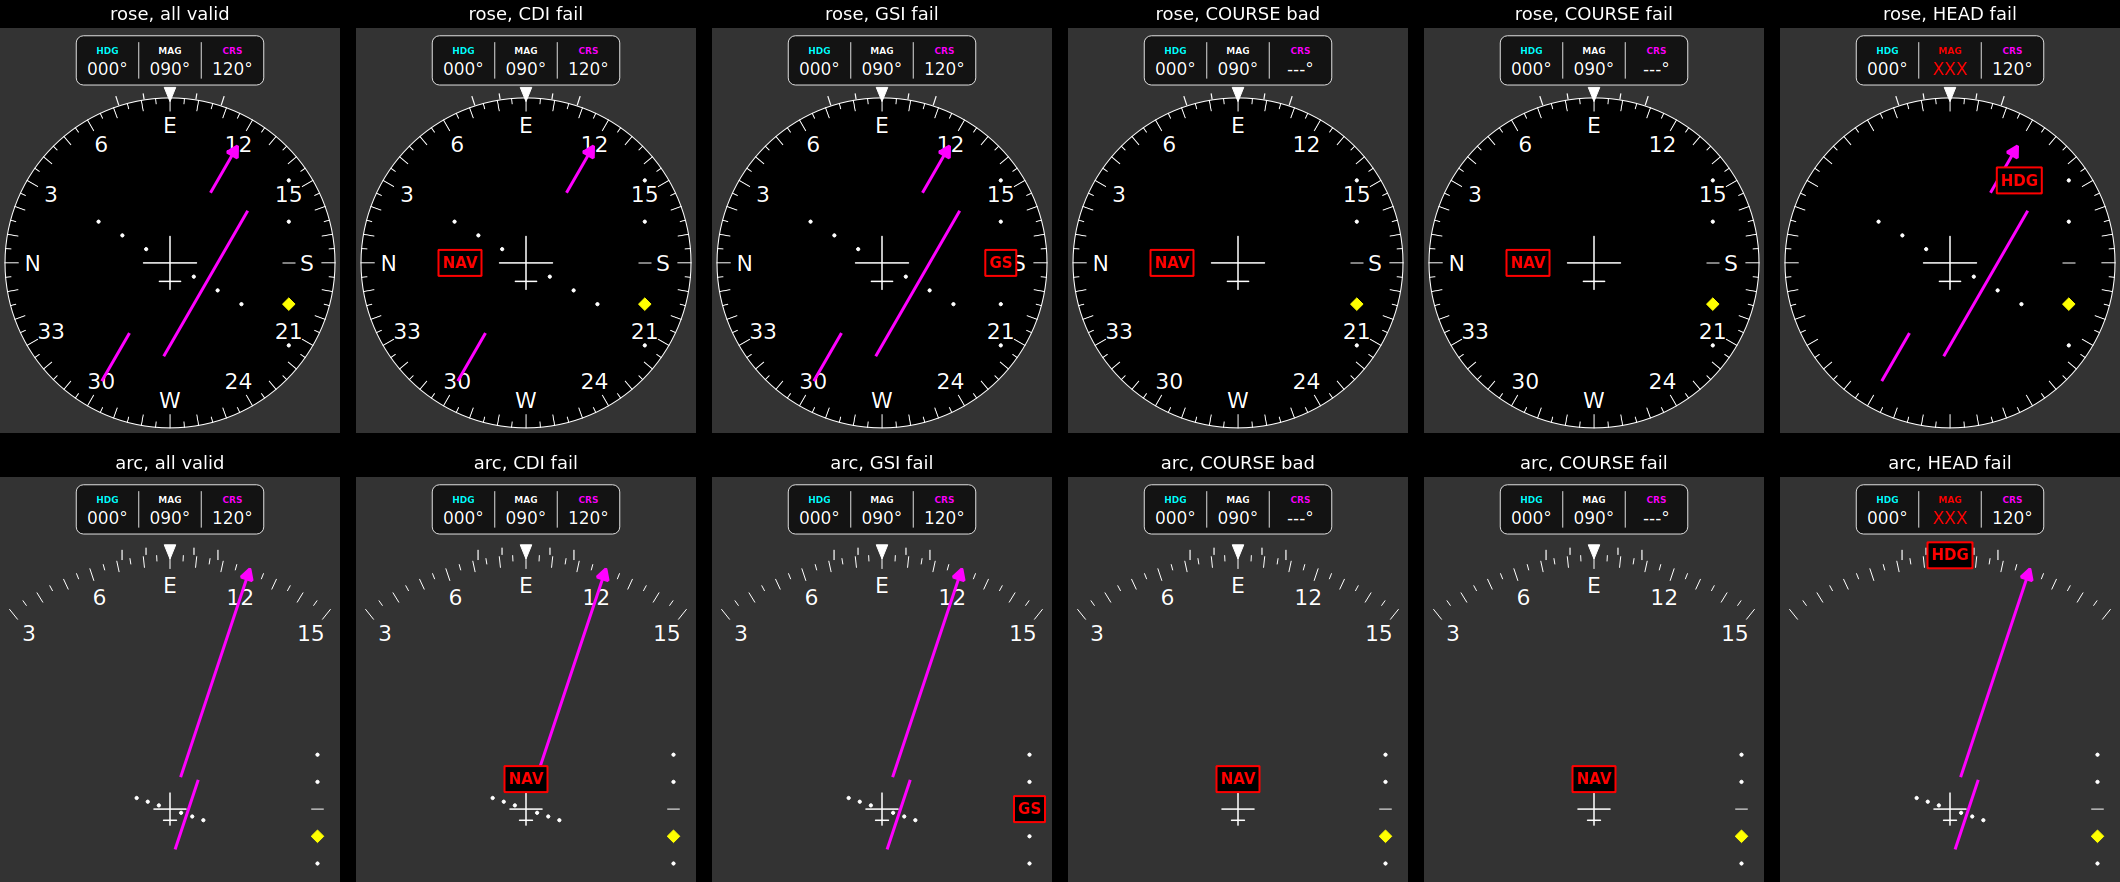 rose, all valid
rose, CDI fail
rose, GSI fail
rose, COURSE bad
rose, COURSE fail
rose, HEAD fail
HDG MAG CRS
000° 090° 120°
E
6 12
3 15
N S
33 21
30 24
W
HDG MAG CRS
000° 090° 120°
E
6 12
3 15
N NAV S
33 21
30 24
W
HDG MAG CRS
000° 090° 120°
E
6 12
3 15
N GS S
33 21
30 24
W
HDG MAG CRS
000° 090° ---°
E
6 12
3 15
N NAV S
33 21
30 24
W
HDG MAG CRS
000° 090° ---°
E
6 12
3 15
N NAV S
33 21
30 24
W
HDG MAG CRS
000° XXX 120°
HDG
arc, all valid
arc, CDI fail
arc, GSI fail
arc, COURSE bad
arc, COURSE fail
arc, HEAD fail
HDG MAG CRS
000° 090° 120°
E
6 12
3 15
HDG MAG CRS
000° 090° 120°
E
6 12
3 15
NAV
HDG MAG CRS
000° 090° 120°
E
6 12
3 15
GS
HDG MAG CRS
000° 090° ---°
E
6 12
3 15
NAV
HDG MAG CRS
000° 090° ---°
E
6 12
3 15
NAV
HDG MAG CRS
000° XXX 120°
HDG